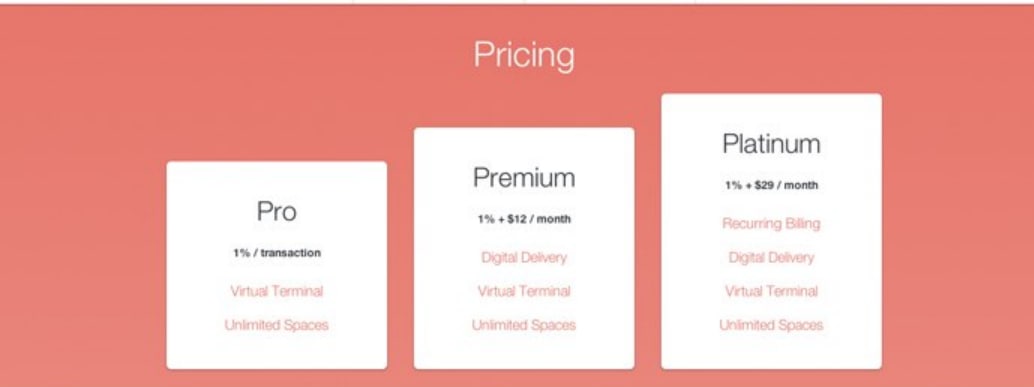 Pricing
Pro
1% / transaction
Virtual Terminal
Unlimited Spaces
Premium
1% + $12 / month
Digital Delivery
Virtual Terminal
Unlimited Spaces
Platinum
1% + $29 / month
Recurring Billing
Digital Delivery
Virtual Terminal
Unlimited Spaces